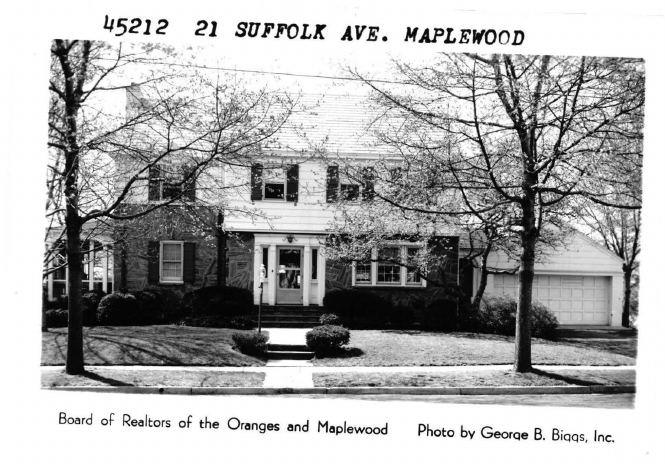 45212 21 SUFFOLK AVE. MAPLEWOOD
Board of Realtors of the Oranges and Maplewood Photo by George B. Biggs, Inc.